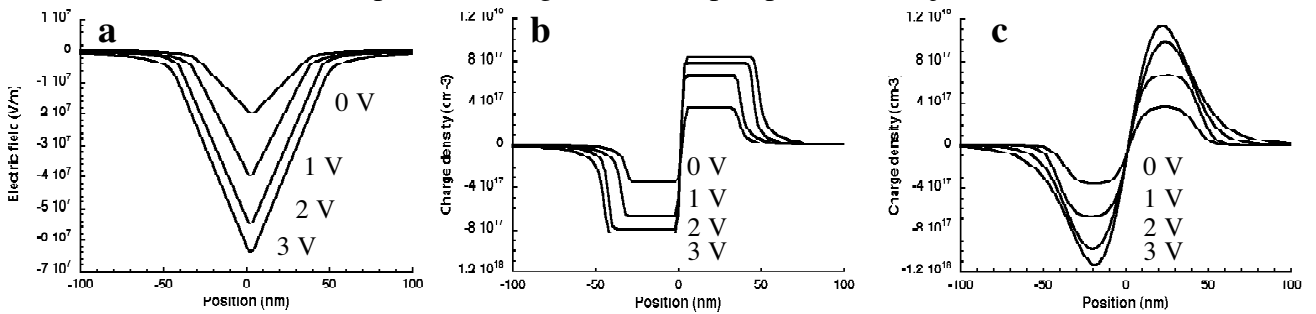 a
1 10⁷
0
-1 10⁷
-2 10⁷
-3 10⁷
-4 10⁷
-5 10⁷
-6 10⁷
-7 10⁷
Electric field (V/m)
0 V
1 V
2 V
3 V
-100
-50
0
50
100
Position (nm)
b
1.2 10¹⁸
8 10¹⁷
4 10¹⁷
0
-4 10¹⁷
-8 10¹⁷
-1.2 10¹⁸
Charge density (cm-3)
0 V
1 V
2 V
3 V
-100
-50
0
50
100
Position (nm)
c
1.2 10¹⁸
8 10¹⁷
4 10¹⁷
0
-4 10¹⁷
-8 10¹⁷
-1.2 10¹⁸
Charge density (cm-3)
0 V
1 V
2 V
3 V
-100
-50
0
50
100
Position (nm)